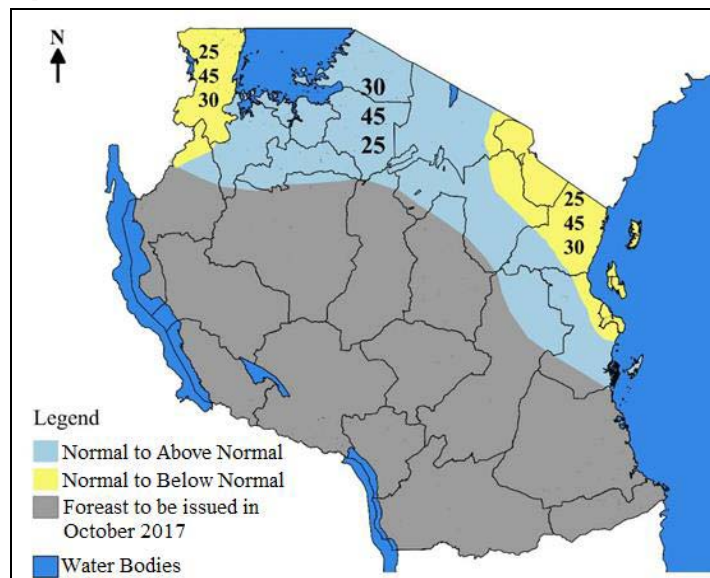 N
25
45
30
30
45
25
25
45
30
Legend
Normal to Above Normal
Normal to Below Normal
Foreast to be issued in
October 2017
Water Bodies